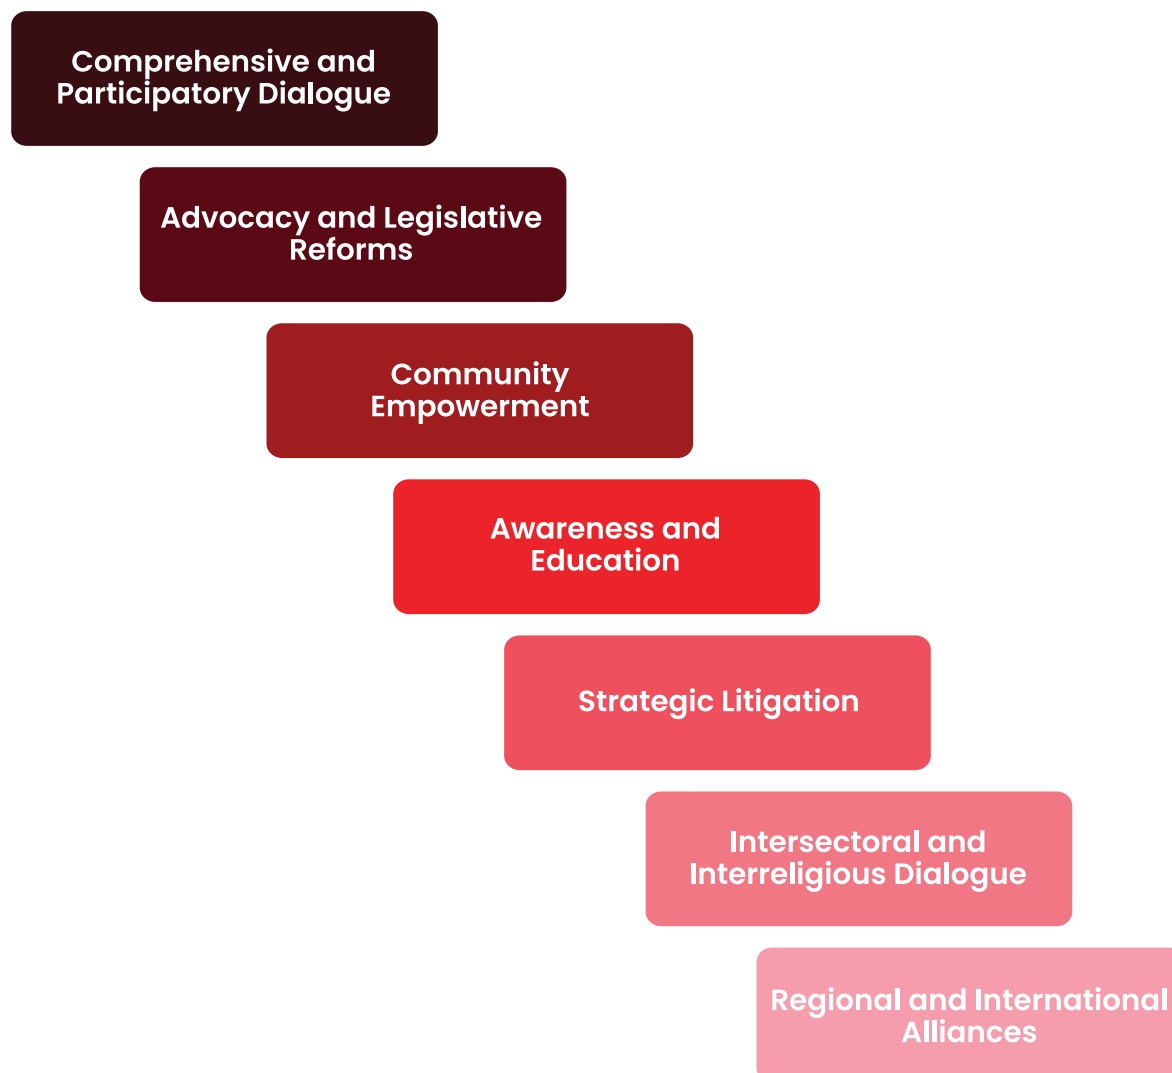 Comprehensive and
Participatory Dialogue
Advocacy and Legislative
Reforms
Community
Empowerment
Awareness and
Education
Strategic Litigation
Intersectoral and
Interreligious Dialogue
Regional and International
Alliances